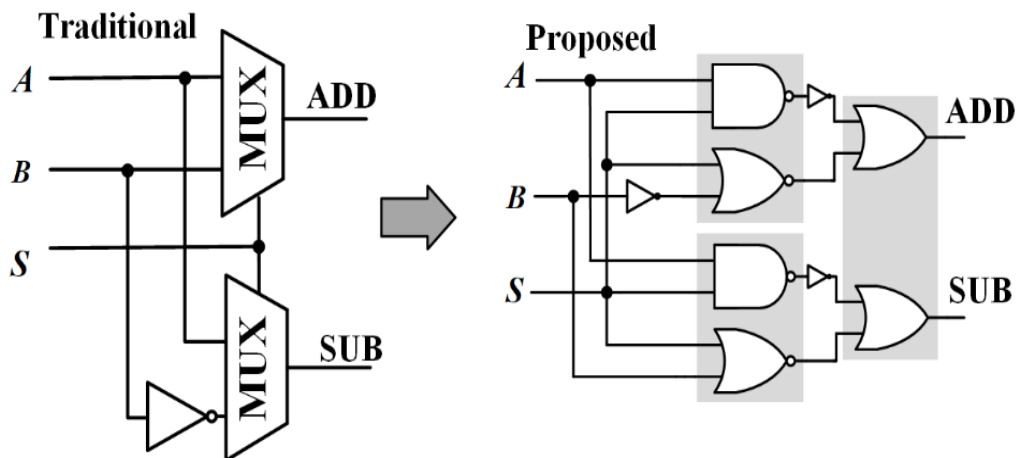 Traditional
A
B
S
MUX
ADD
MUX
SUB
Proposed
A
B
S
ADD
SUB